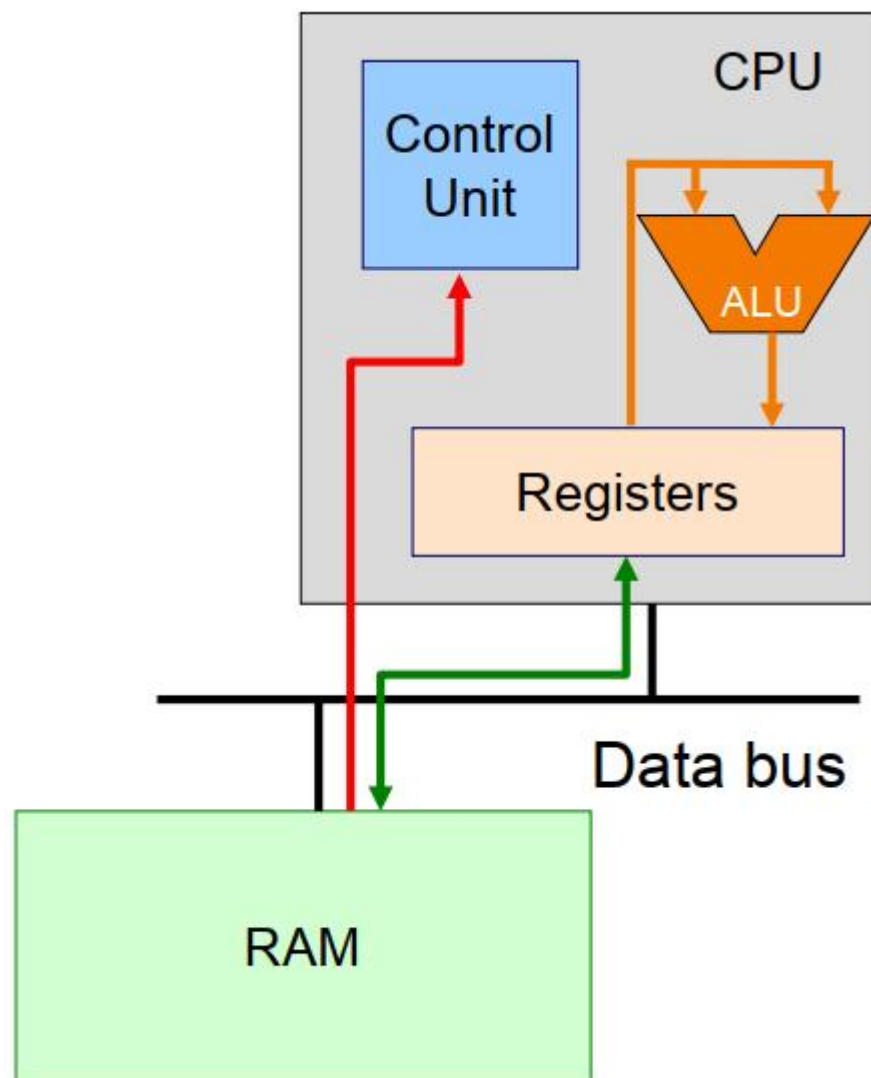 CPU
Control
Unit
ALU
Registers
Data bus
RAM